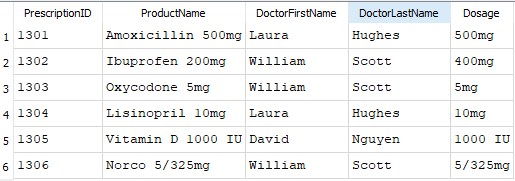 PrescriptionID ProductName DoctorFirstName DoctorLastName Dosage
1 1301 Amoxicillin 500mg Laura Hughes 500mg
2 1302 Ibuprofen 200mg William Scott 400mg
3 1303 Oxycodone 5mg William Scott 5mg
4 1304 Lisinopril 10mg Laura Hughes 10mg
5 1305 Vitamin D 1000 IU David Nguyen 1000 IU
6 1306 Norco 5/325mg William Scott 5/325mg